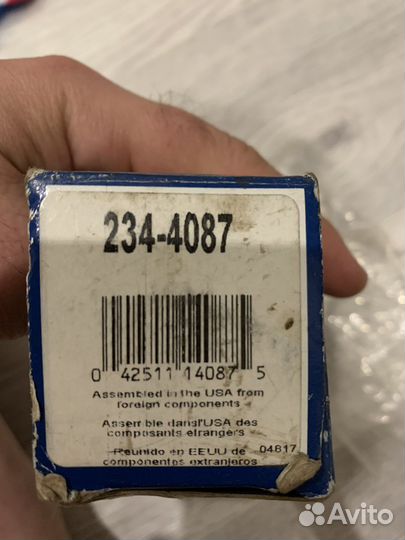 234-4087
0 42511 14087 5
Assembled in the USA from
foreign components
Assemble dans l'USA des
composants etrangers
Reunido en EEUU de 04817
componentes extranjeros
Avito